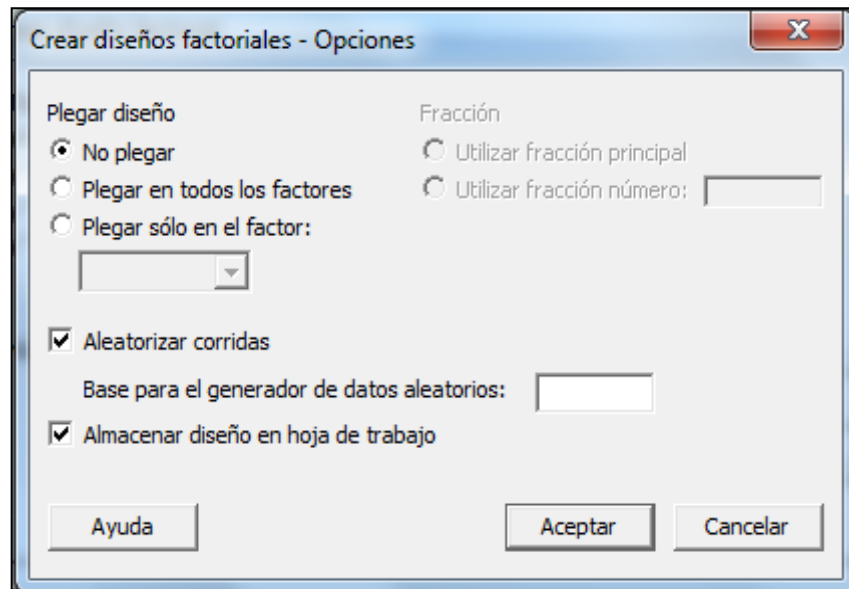 Crear diseños factoriales - Opciones
Plegar diseño
No plegar
Plegar en todos los factores
Plegar sólo en el factor:
Fracción
Utilizar fracción principal
Utilizar fracción número:
Aleatorizar corridas
Base para el generador de datos aleatorios:
Almacenar diseño en hoja de trabajo
Ayuda
Aceptar
Cancelar